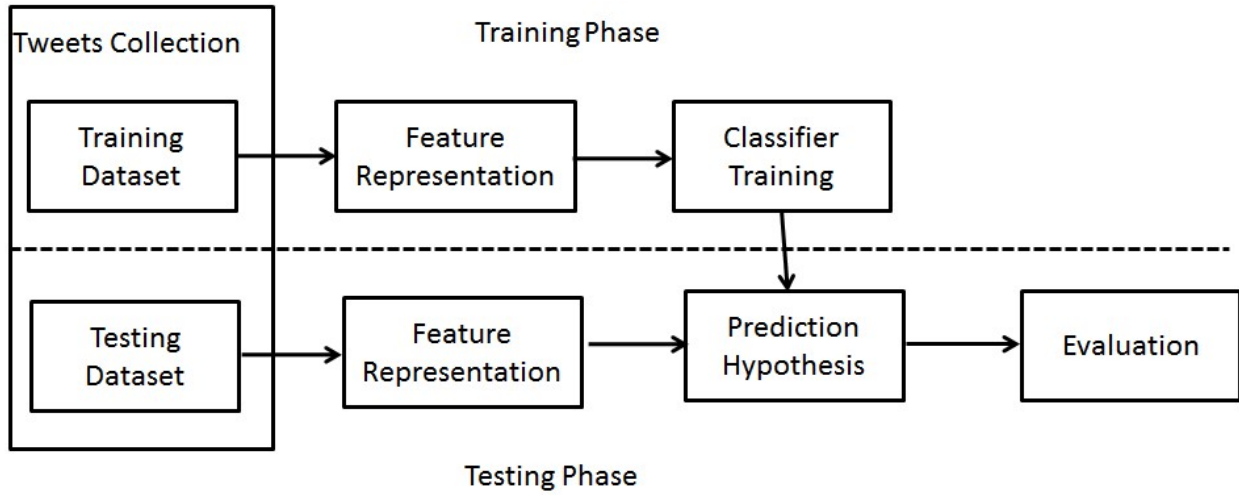 Tweets Collection
Training Phase
Training
Dataset
Feature
Representation
Classifier
Training
Testing
Dataset
Feature
Representation
Prediction
Hypothesis
Evaluation
Testing Phase